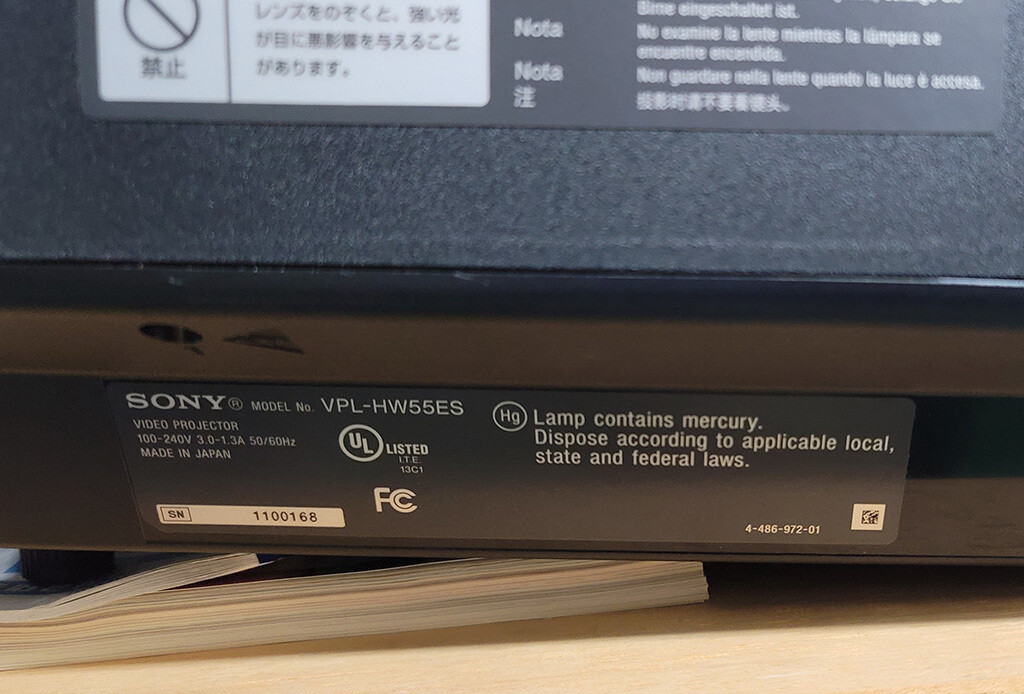 レンズをのぞくと、強い光
が目に悪影響を与えること
があります。
禁止
Birne eingeschaltet ist.
Nota
No examine la lente mientras la lámpara se
encuentre encendida.
Nota
Non guardare nella lente quando la luce è accesa.
注
投影时请不要看镜头。
SONY® MODEL No. VPL-HW55ES
VIDEO PROJECTOR
100-240V 3.0-1.3A 50/60Hz
MADE IN JAPAN
UL LISTED
I.T.E.
13C1
FC
Hg
Lamp contains mercury.
Dispose according to applicable local,
state and federal laws.
SN 1100168
4-486-972-01